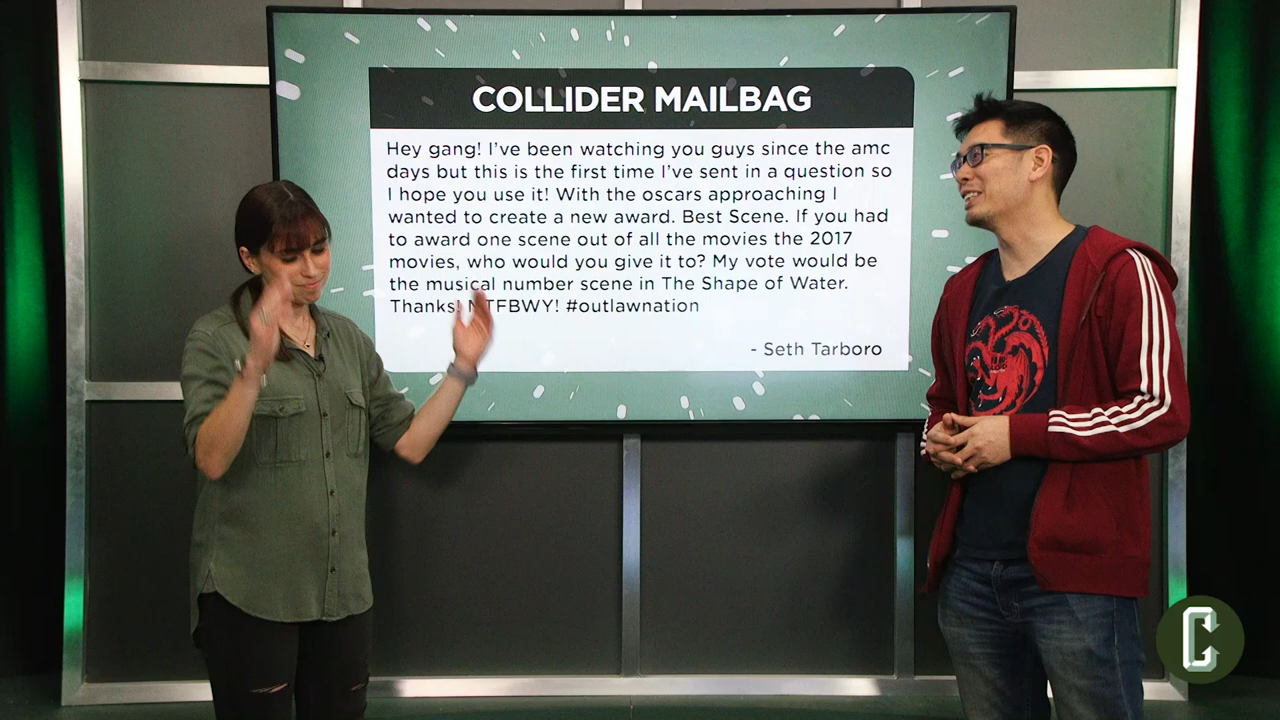 COLLIDER MAILBAG
Hey gang! I've been watching you guys since the amc
days but this is the first time I've sent in a question so
I hope you use it! With the oscars approaching I
wanted to create a new award. Best Scene. If you had
to award one scene out of all the movies the 2017
movies, who would you give it to? My vote would be
the musical number scene in The Shape of Water.
Thanks! MTFBWY! #outlawnation
- Seth Tarboro